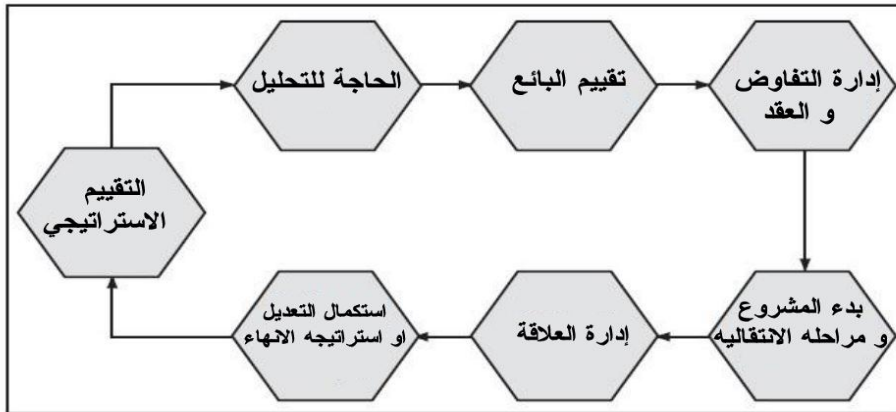 الحاجة للتحليل
تقييم البائع
إدارة التفاوض
و العقد
التقييم
الاستراتيجي
استكمال التعديل
او استراتيجه الانهاء
إدارة العلاقة
بدء المشروع
و مراحله الانتقاليه